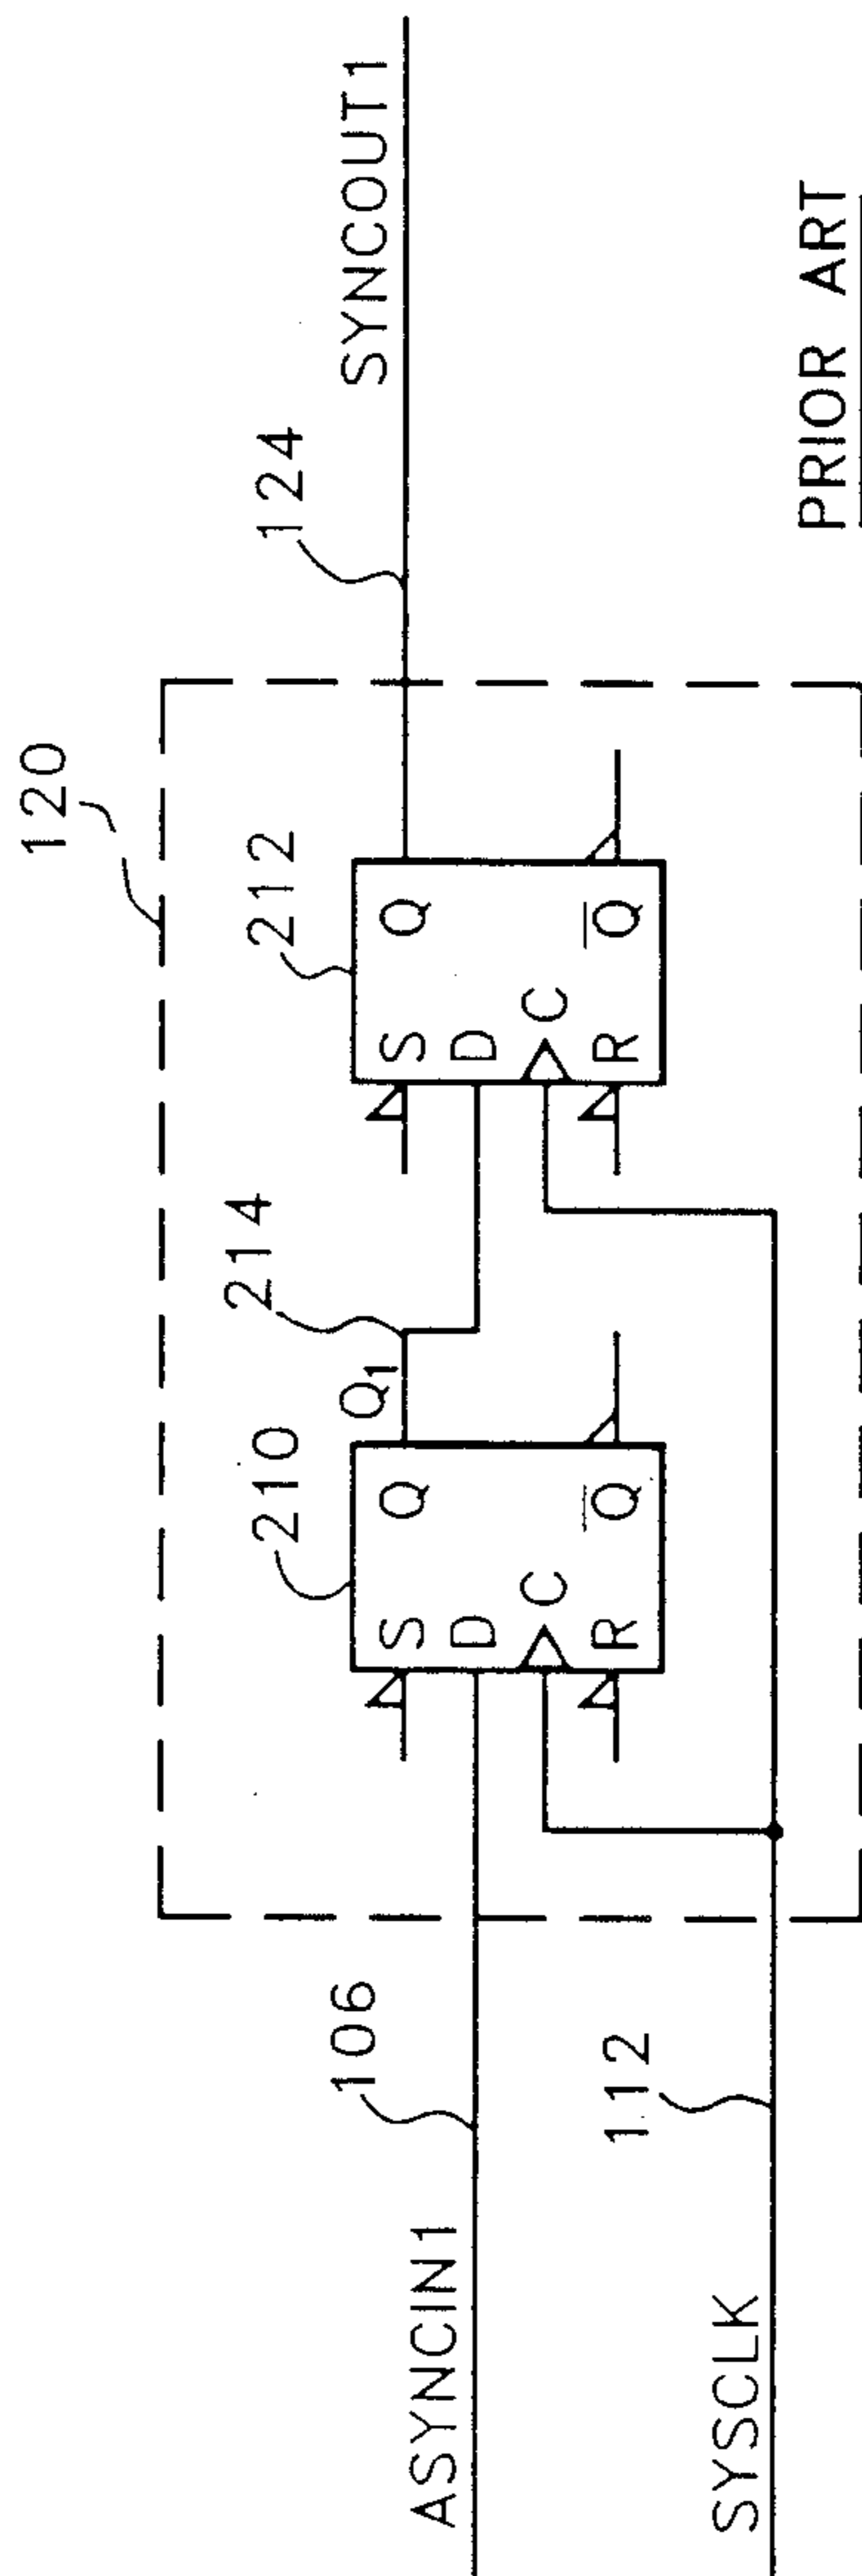 120
210
Q1
214
212
124
SYNCOUT1
S
Q
D
C
R
Q
S
Q
D
C
R
Q
ASYNCIN1
106
SYSCLK
112
PRIOR ART